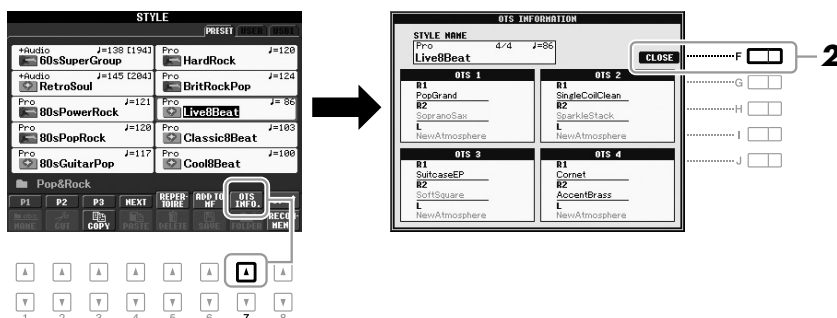 STYLE
PRESET USER USB1
+Audio ♩=138 [194] Pro ♩=120
60sSuperGroup HardRock
+Audio ♩=145 [204] Pro ♩=124
RetroSoul BritRockPop
Pro ♩=121 Pro ♩= 86
80sPowerRock Live8Beat
Pro ♩=120 Pro ♩=103
80sPopRock Classic8Beat
Pro ♩=117 Pro ♩=100
80sGuitarPop Cool8Beat
Pop&Rock
P1 P2 P3 NEXT REPER-TOIRE ADD TO MF OTS INFO.
NAME CUT COPY PASTE DELETE SAVE FOLDER
1 2 3 4 5 6 7 8
OTS INFORMATION
STYLE NAME
Pro 4/4 ♩=86
Live8Beat
CLOSE
F
2
G
H
I
J
OTS 1
R1
PopGrand
R2
SopranoSax
L
NewAtmosphere
OTS 2
R1
SingleCoilClean
R2
SparkleStack
L
NewAtmosphere
OTS 3
R1
SuitcaseEP
R2
SoftSquare
L
NewAtmosphere
OTS 4
R1
Cornet
R2
AccentBrass
L
NewAtmosphere